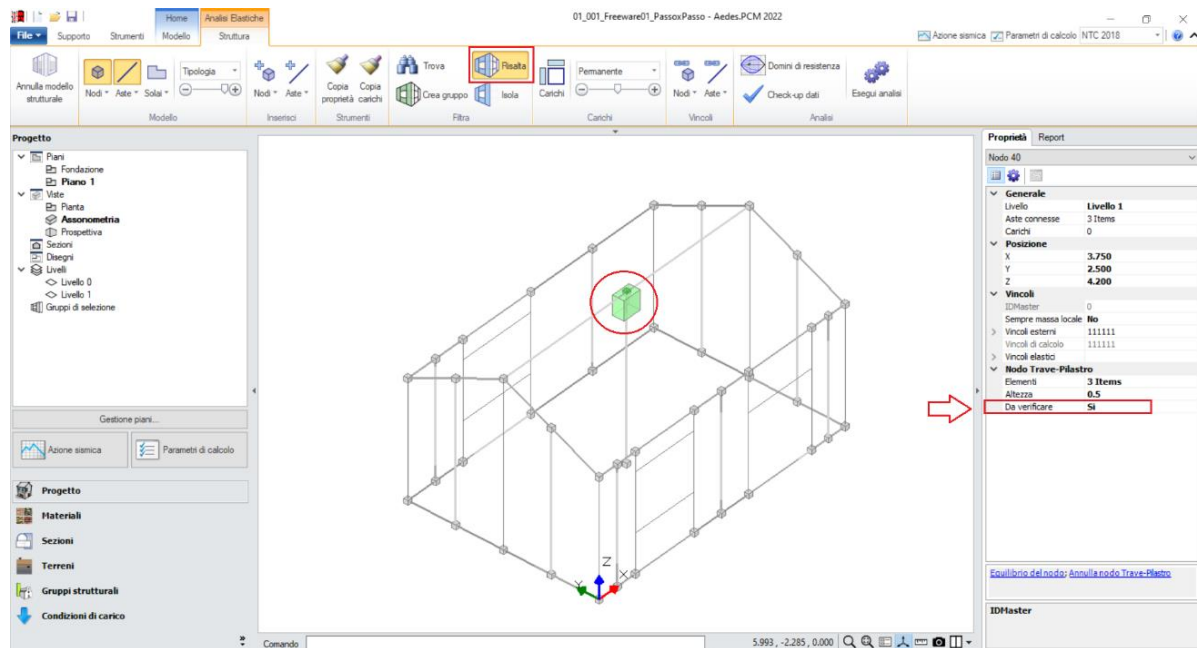 01_001_Freeware01_PassoxPasso - Aedes.PCM 2022
Home
Analisi Elastiche
File
Supporto
Strumenti
Modello
Struttura
Azione sismica
Parametri di calcolo
NTC 2018
Annulla modello
strutturale
Nodi
Aste
Solai
Tipologia
Modello
Nodi
Aste
Inserisci
Copia
proprietà
Copia
carichi
Strumenti
Trova
Crea gruppo
Risalta
Isola
Filtra
Carichi
Permanente
Carichi
Nodi
Aste
Vincoli
Domini di resistenza
Check-up dati
Esegui analisi
Analisi
Progetto
Piani
Fondazione
Piano 1
Viste
Pianta
Assonometria
Prospettiva
Sezioni
Disegni
Livelli
Livello 0
Livello 1
Gruppi di selezione
Gestione piani...
Azione sismica
Parametri di calcolo
Progetto
Materiali
Sezioni
Terreni
Gruppi strutturali
Condizioni di carico
Z
Y
X
Comando
5.993 , -2.285 , 0.000
Proprietà
Report
Nodo 40
Generale
Livello Livello 1
Aste connesse 3 Items
Carichi 0
Posizione
X 3.750
Y 2.500
Z 4.200
Vincoli
IDMaster 0
Sempre massa locale No
Vincoli esterni 111111
Vincoli di calcolo 111111
Vincoli elastici
Nodo Trave-Pilastro
Elementi 3 Items
Altezza 0.5
Da verificare Sì
Equilibrio del nodo; Annulla nodo Trave-Pilastro
IDMaster